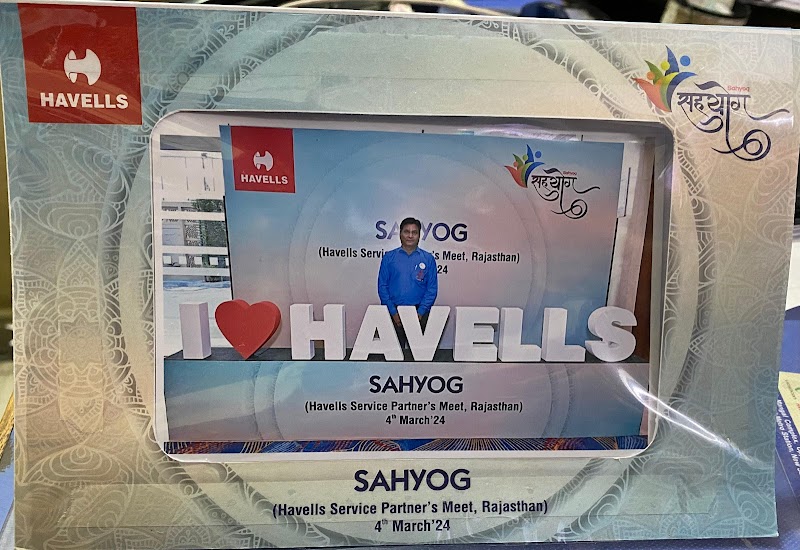 HAVELLS
Sahyog
सहयोग
HAVELLS
Sahyog
सहयोग
SAHYOG
(Havells Service Partner's Meet, Rajasthan)
24
I ❤ HAVELLS
SAHYOG
(Havells Service Partner's Meet, Rajasthan)
4th March'24
SAHYOG
(Havells Service Partner's Meet, Rajasthan)
4th March'24